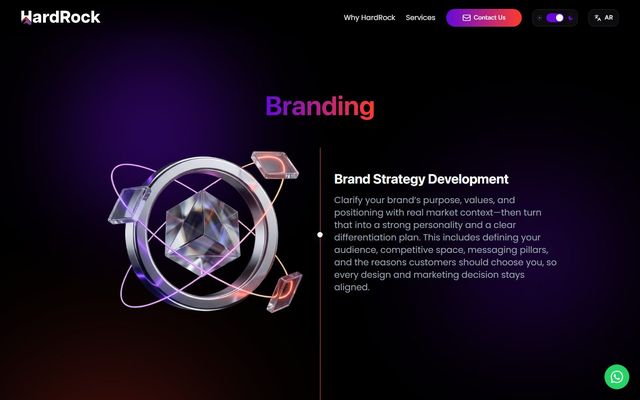 HardRock
Why HardRock
Services
Contact Us
AR
Branding
Brand Strategy Development
Clarify your brand's purpose, values, and
positioning with real market context—then turn
that into a strong personality and a clear
differentiation plan. This includes defining your
audience, competitive space, messaging pillars,
and the reasons customers should choose you, so
every design and marketing decision stays
aligned.